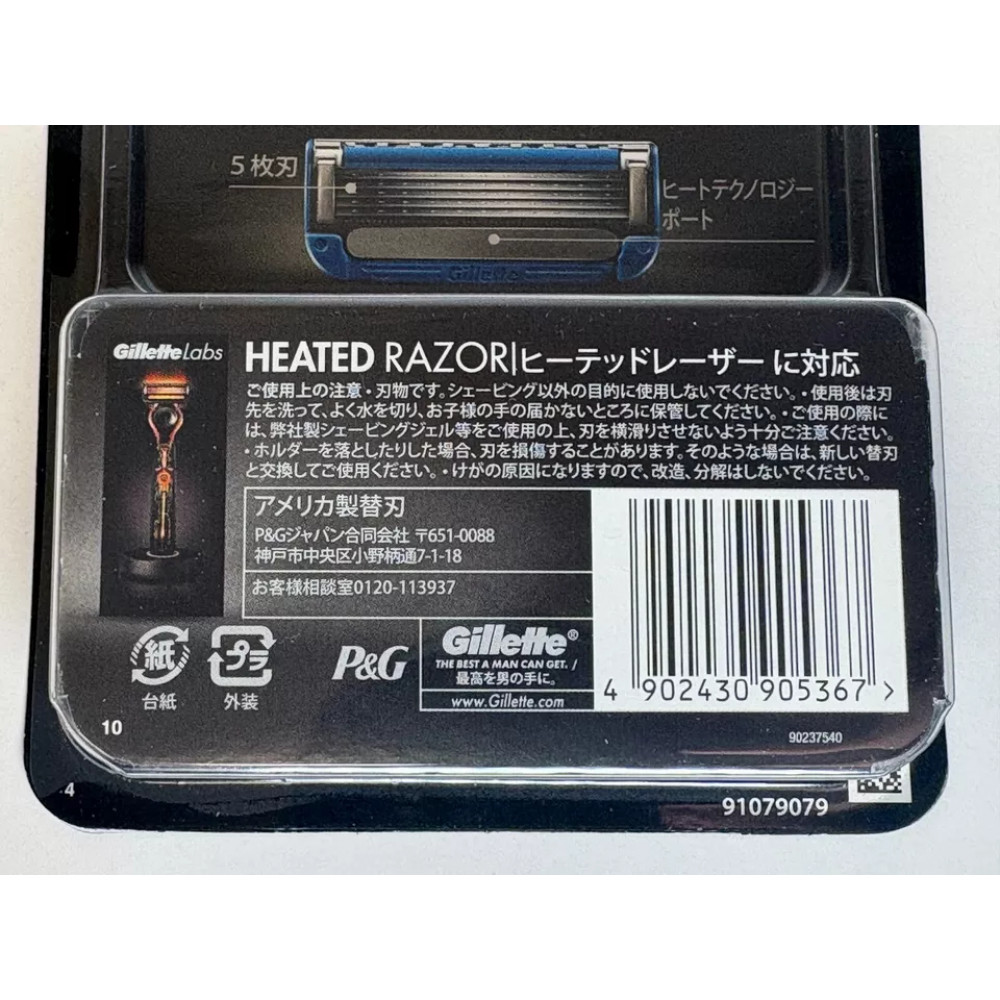 5枚刃
ヒートテクノロジー
ポート
Gillette
GilletteLabs
HEATED RAZOR|ヒーテッドレーザー に対応
ご使用上の注意・刃物です。シェービング以外の目的に使用しないでください。・使用後は刃
先を洗って、よく水を切り、お子様の手の届かないところに保管してください。・ご使用の際に
は、弊社製シェービングジェル等をご使用の上、刃を横滑りさせないよう十分ご注意ください。
・ホルダーを落としたりした場合、刃を損傷することがあります。そのような場合は、新しい替刃
と交換してご使用ください。・けがの原因になりますので、改造、分解はしないでください。
アメリカ製替刃
P&Gジャパン合同会社 〒651-0088
神戸市中央区小野柄通7-1-18
お客様相談室0120-113937
紙
台紙
プラ
外装
P&G
Gillette®
THE BEST A MAN CAN GET. /
最高を男の手に。
www.Gillette.com
4 902430 905367 >
10
90237540
4
91079079